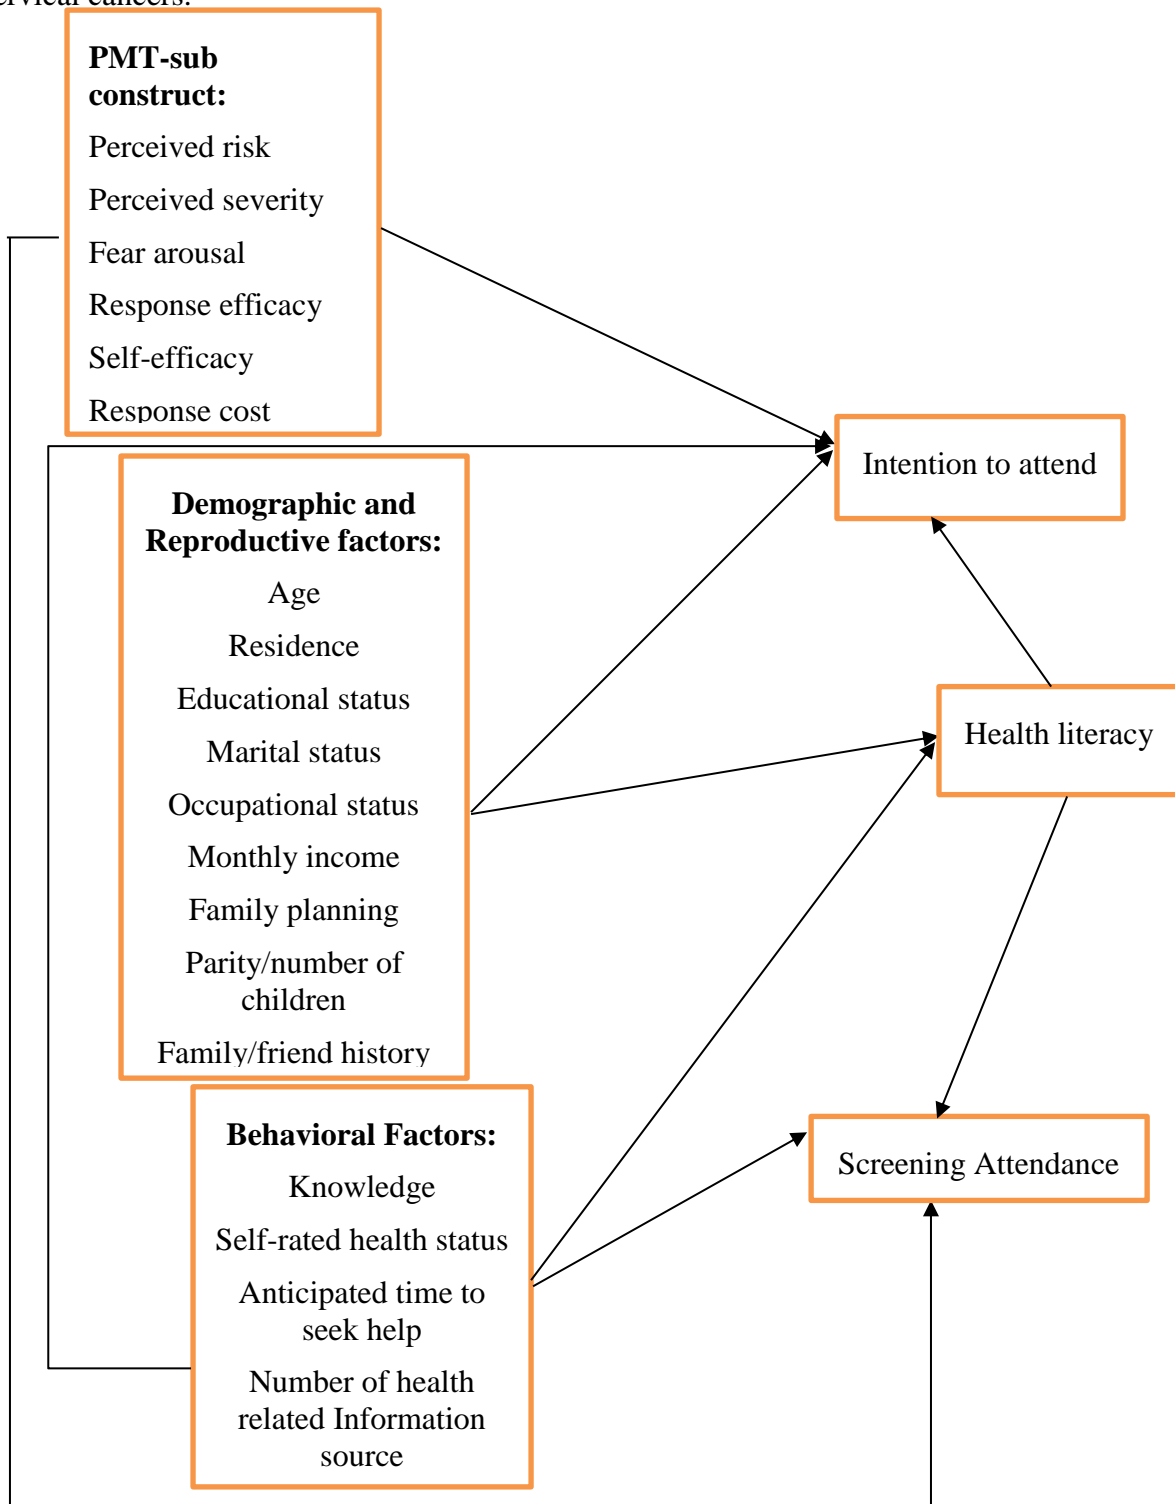 cervical cancers.
PMT-sub
construct:
Perceived risk
Perceived severity
Fear arousal
Response efficacy
Self-efficacy
Response cost
Intention to attend
Demographic and
Reproductive factors:
Age
Residence
Educational status
Marital status
Occupational status
Monthly income
Family planning
Parity/number of
children
Family/friend history
Health literacy
Behavioral Factors:
Knowledge
Self-rated health status
Anticipated time to
seek help
Number of health
related Information
source
Screening Attendance